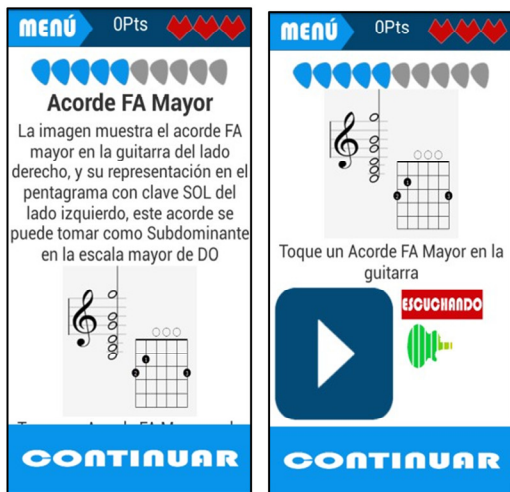 MENÚ 0Pts
Acorde FA Mayor
La imagen muestra el acorde FA
mayor en la guitarra del lado
derecho, y su representación en el
pentagrama con clave SOL del
lado izquierdo, este acorde se
puede tomar como Subdominante
en la escala mayor de DO
CONTINUAR
MENÚ 0Pts
Toque un Acorde FA Mayor en la
guitarra
ESCUCHANDO
CONTINUAR